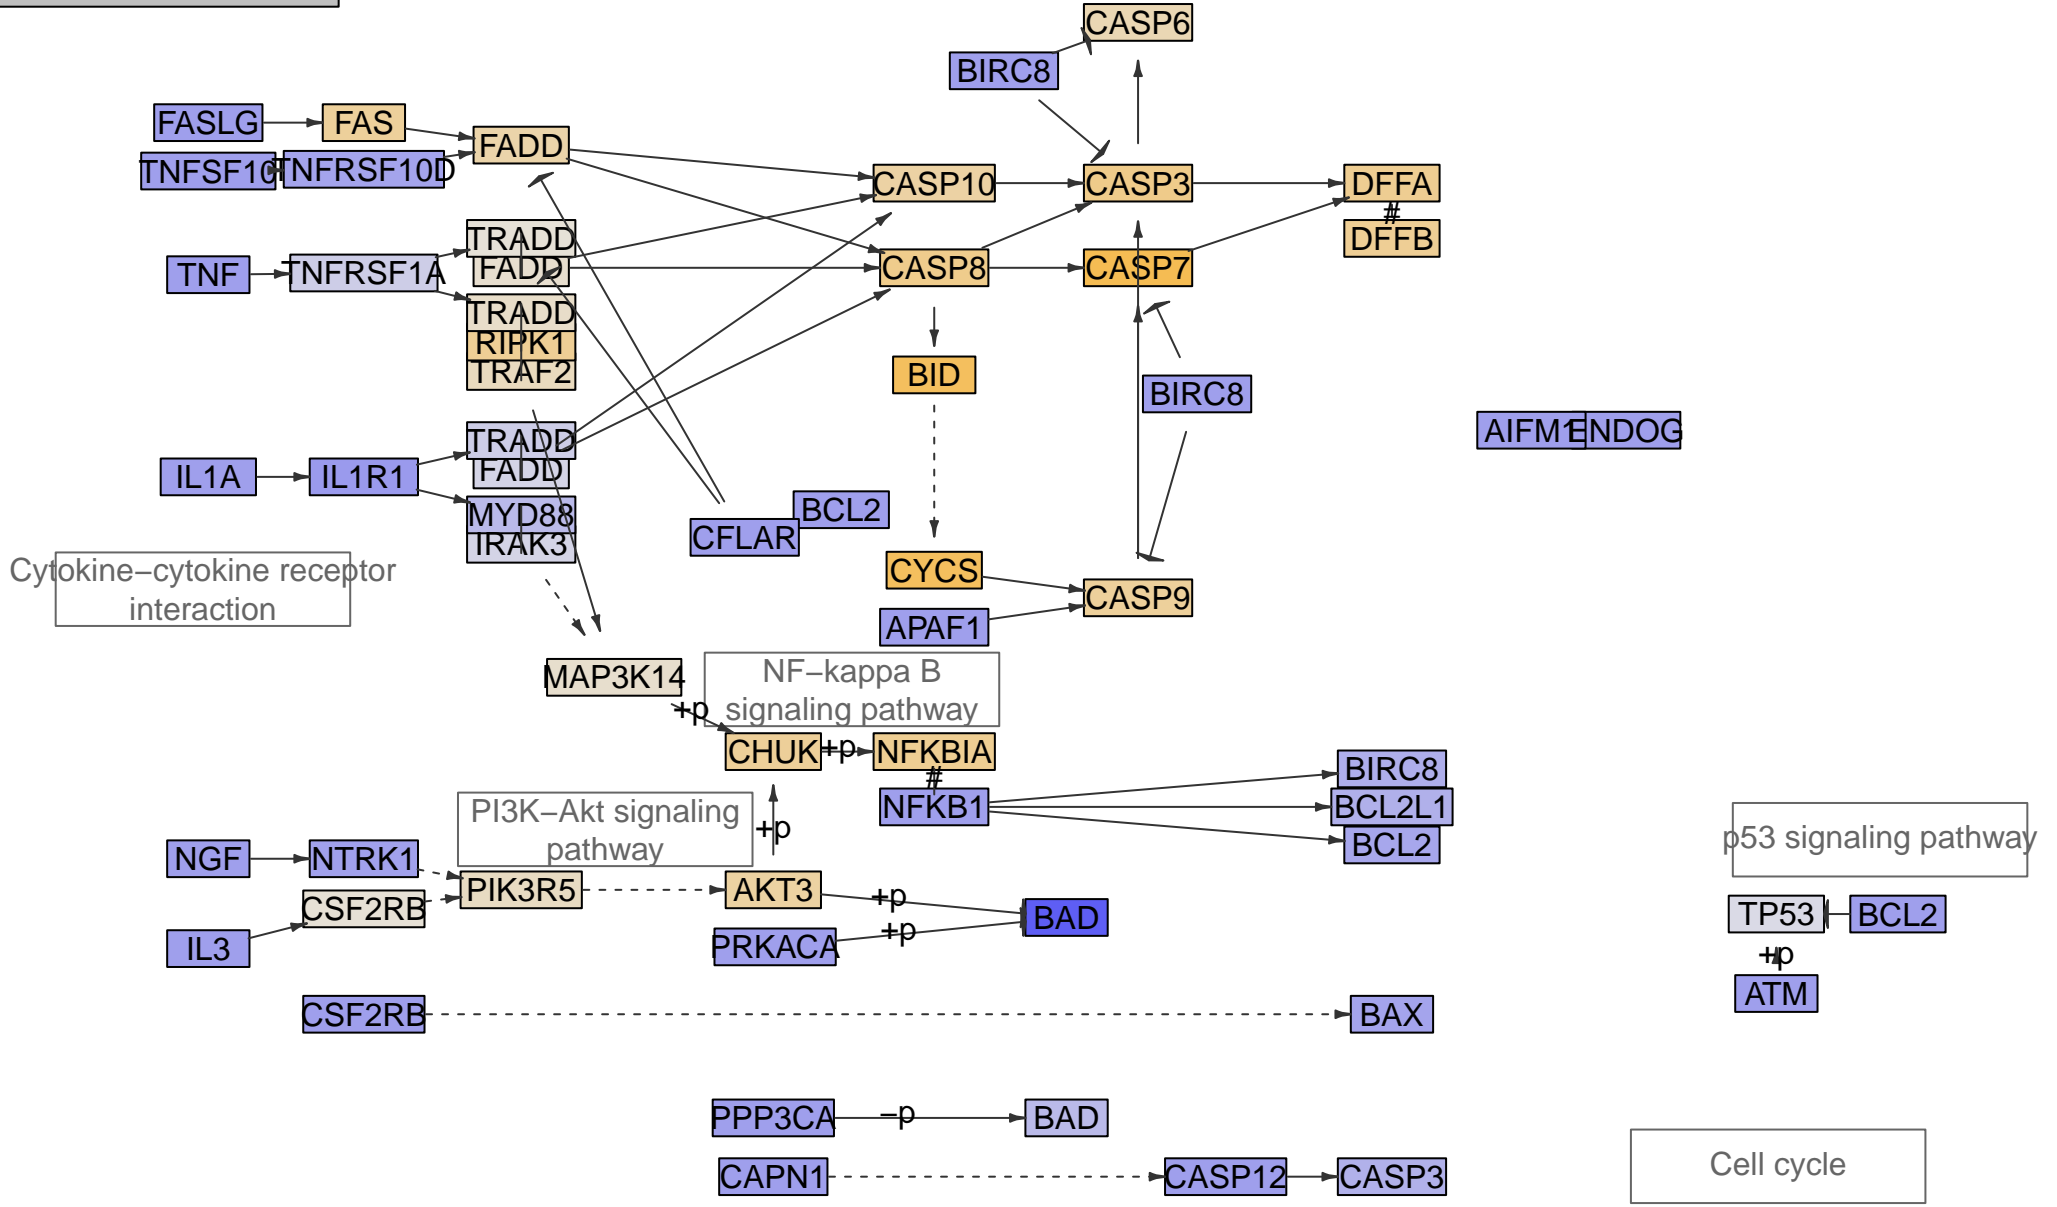 CASP6
BIRC8
FASLG
FAS
FADD
TNFSF10
TNFRSF10D
CASP10
CASP3
DFFA
#
DFFB
TRADD
FADD
TNF
TNFRSF1A
CASP8
CASP7
TRADD
RIPK1
TRAF2
BID
BIRC8
AIFM1
ENDOG
TRADD
FADD
IL1A
IL1R1
MYD88
IRAK3
BCL2
CFLAR
CYCS
CASP9
APAF1
Cytokine–cytokine receptor
interaction
MAP3K14
NF–kappa B
signaling pathway
+p
CHUK
+p
NFKBIA
#
NFKB1
BIRC8
BCL2L1
BCL2
PI3K–Akt signaling
pathway
+p
p53 signaling pathway
NGF
NTRK1
PIK3R5
AKT3
+p
BAD
CSF2RB
IL3
PRKACA
+p
TP53
BCL2
+p
ATM
CSF2RB
BAX
PPP3CA
–p
BAD
CAPN1
CASP12
CASP3
Cell cycle